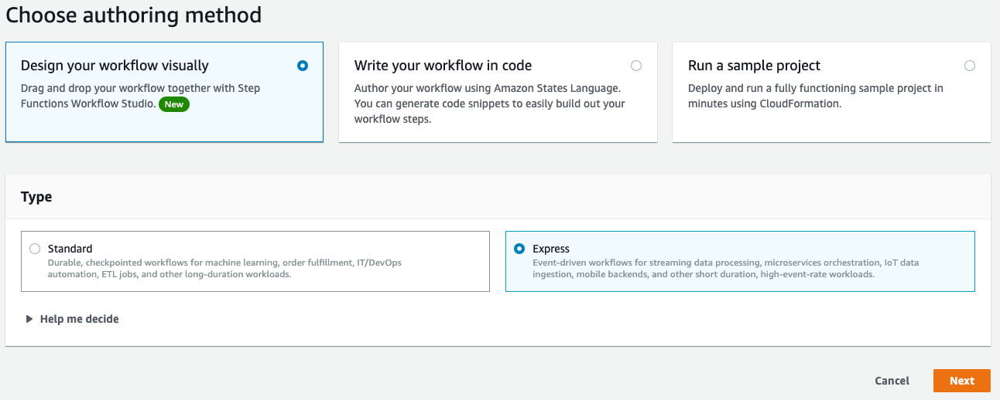 Choose authoring method
Design your workflow visually
Drag and drop your workflow together with Step
Functions Workflow Studio. New
Write your workflow in code
Author your workflow using Amazon States Language.
You can generate code snippets to easily build out your
workflow steps.
Run a sample project
Deploy and run a fully functioning sample project in
minutes using CloudFormation.
Type
Standard
Durable, checkpointed workflows for machine learning, order fulfillment, IT/DevOps
automation, ETL jobs, and other long-duration workloads.
Express
Event-driven workflows for streaming data processing, microservices orchestration, IoT data
ingestion, mobile backends, and other short duration, high-event-rate workloads.
Help me decide
Cancel
Next